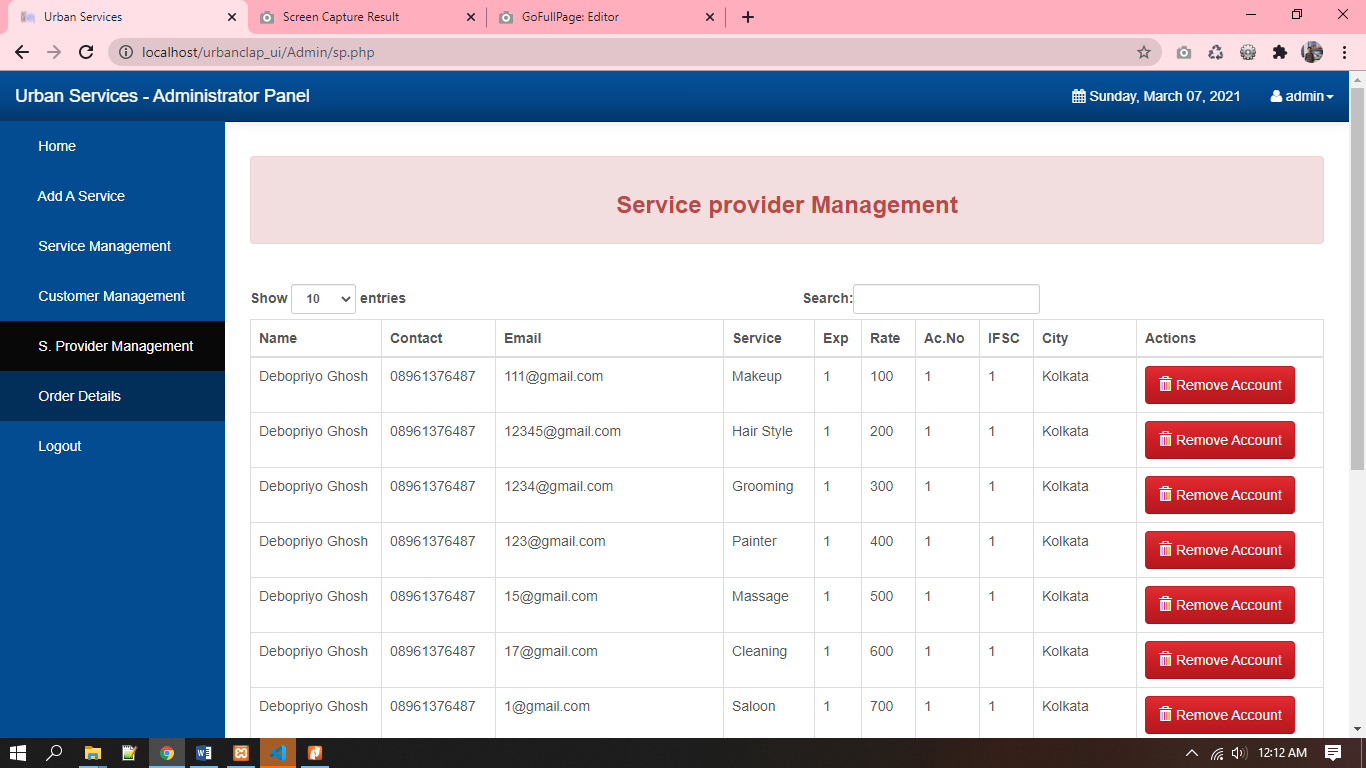 Urban Services
Screen Capture Result
GoFullPage: Editor
localhost/urbanclap_ui/Admin/sp.php
Urban Services - Administrator Panel
Sunday, March 07, 2021
admin
Home
Add A Service
Service Management
Customer Management
S. Provider Management
Order Details
Logout
Service provider Management
Show 10 entries
Search:
Name Contact Email Service Exp Rate Ac.No IFSC City Actions
Debopriyo Ghosh 08961376487 111@gmail.com Makeup 1 100 1 1 Kolkata Remove Account
Debopriyo Ghosh 08961376487 12345@gmail.com Hair Style 1 200 1 1 Kolkata Remove Account
Debopriyo Ghosh 08961376487 1234@gmail.com Grooming 1 300 1 1 Kolkata Remove Account
Debopriyo Ghosh 08961376487 123@gmail.com Painter 1 400 1 1 Kolkata Remove Account
Debopriyo Ghosh 08961376487 15@gmail.com Massage 1 500 1 1 Kolkata Remove Account
Debopriyo Ghosh 08961376487 17@gmail.com Cleaning 1 600 1 1 Kolkata Remove Account
Debopriyo Ghosh 08961376487 1@gmail.com Saloon 1 700 1 1 Kolkata Remove Account
12:12 AM